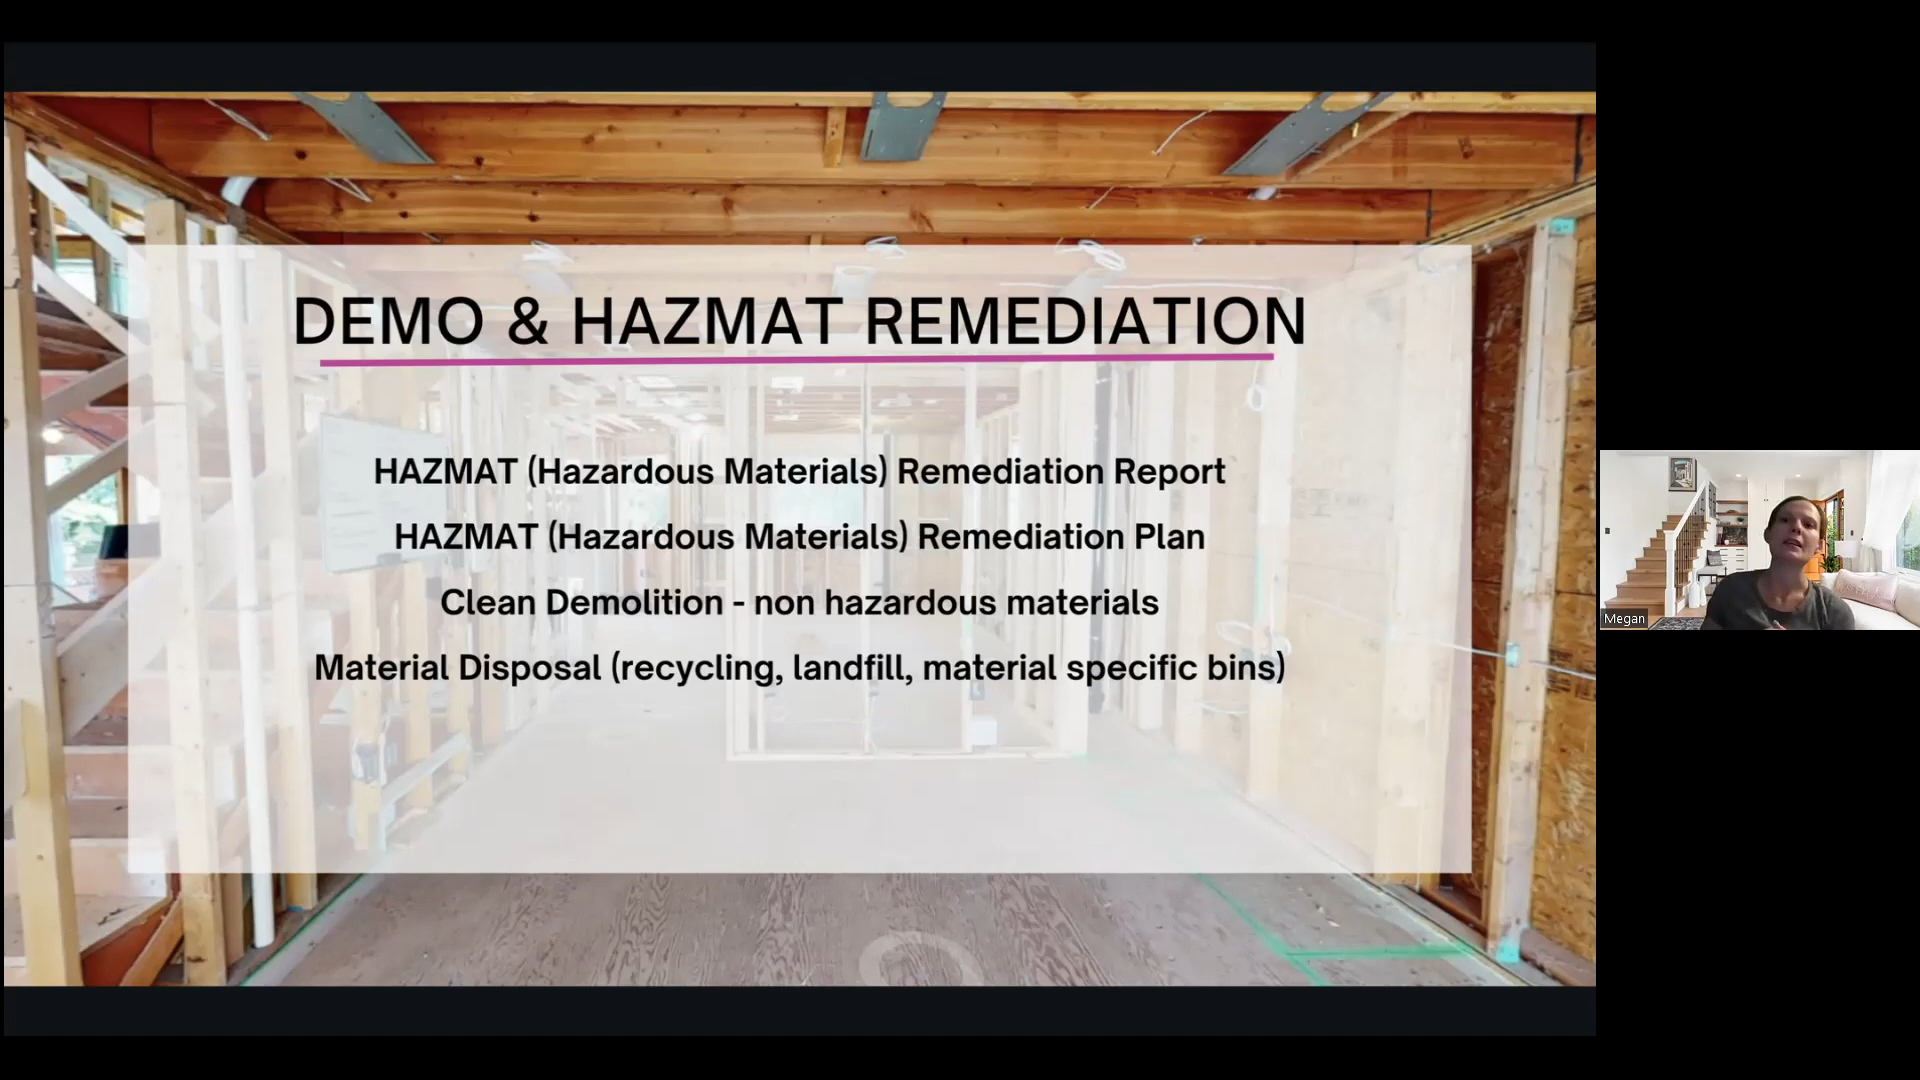 DEMO & HAZMAT REMEDIATION
HAZMAT (Hazardous Materials) Remediation Report
HAZMAT (Hazardous Materials) Remediation Plan
Clean Demolition - non hazardous materials
Material Disposal (recycling, landfill, material specific bins)
Megan